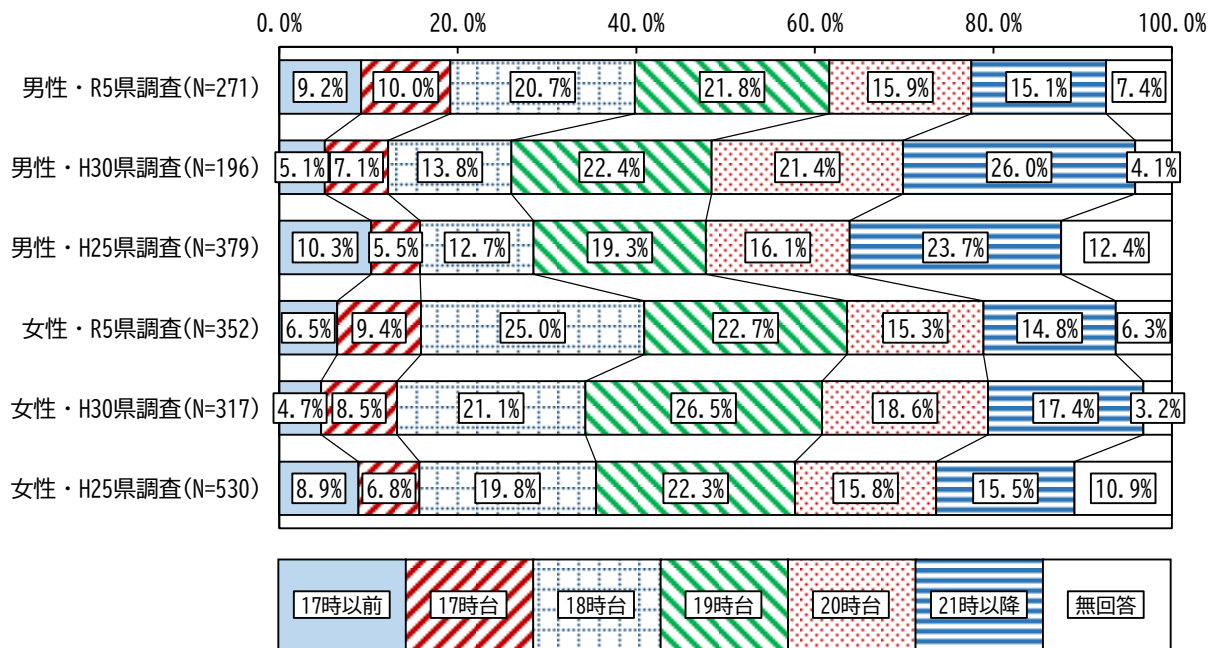 0.0% 20.0% 40.0% 60.0% 80.0% 100.0%
男性・R5県調査(N=271) 9.2% 10.0% 20.7% 21.8% 15.9% 15.1% 7.4%
男性・H30県調査(N=196) 5.1% 7.1% 13.8% 22.4% 21.4% 26.0% 4.1%
男性・H25県調査(N=379) 10.3% 5.5% 12.7% 19.3% 16.1% 23.7% 12.4%
女性・R5県調査(N=352) 6.5% 9.4% 25.0% 22.7% 15.3% 14.8% 6.3%
女性・H30県調査(N=317) 4.7% 8.5% 21.1% 26.5% 18.6% 17.4% 3.2%
女性・H25県調査(N=530) 8.9% 6.8% 19.8% 22.3% 15.8% 15.5% 10.9%
17時以前 17時台 18時台 19時台 20時台 21時以降 無回答